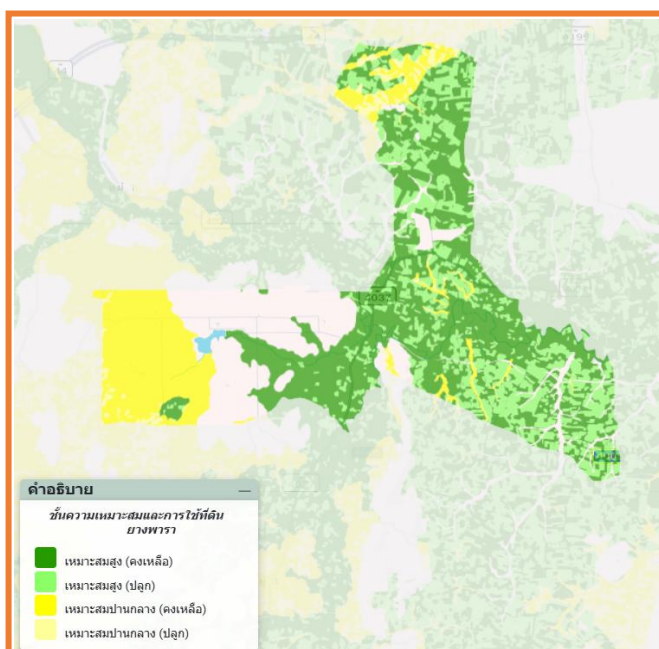 4037
คำอธิบาย
ชั้นความเหมาะสมและการใช้ที่ดิน
ยางพารา
เหมาะสมสูง (คงเหลือ)
เหมาะสมสูง (ปลูก)
เหมาะสมปานกลาง (คงเหลือ)
เหมาะสมปานกลาง (ปลูก)